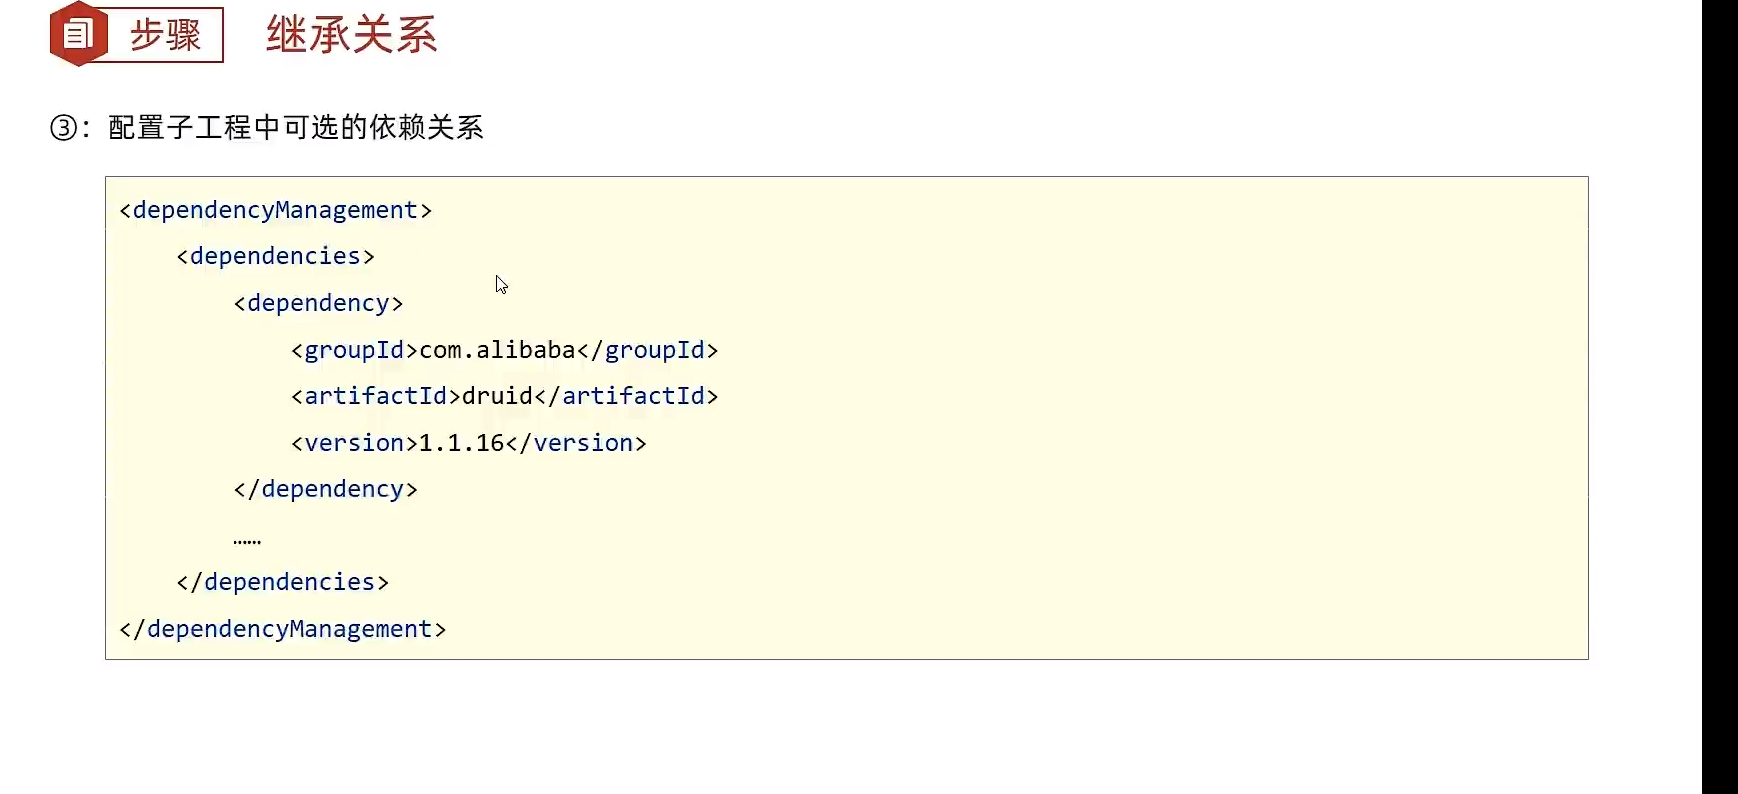 步骤 继承关系
③：配置子工程中可选的依赖关系
<dependencyManagement>
    <dependencies>
        <dependency>
            <groupId>com.alibaba</groupId>
            <artifactId>druid</artifactId>
            <version>1.1.16</version>
        </dependency>
        ……
    </dependencies>
</dependencyManagement>